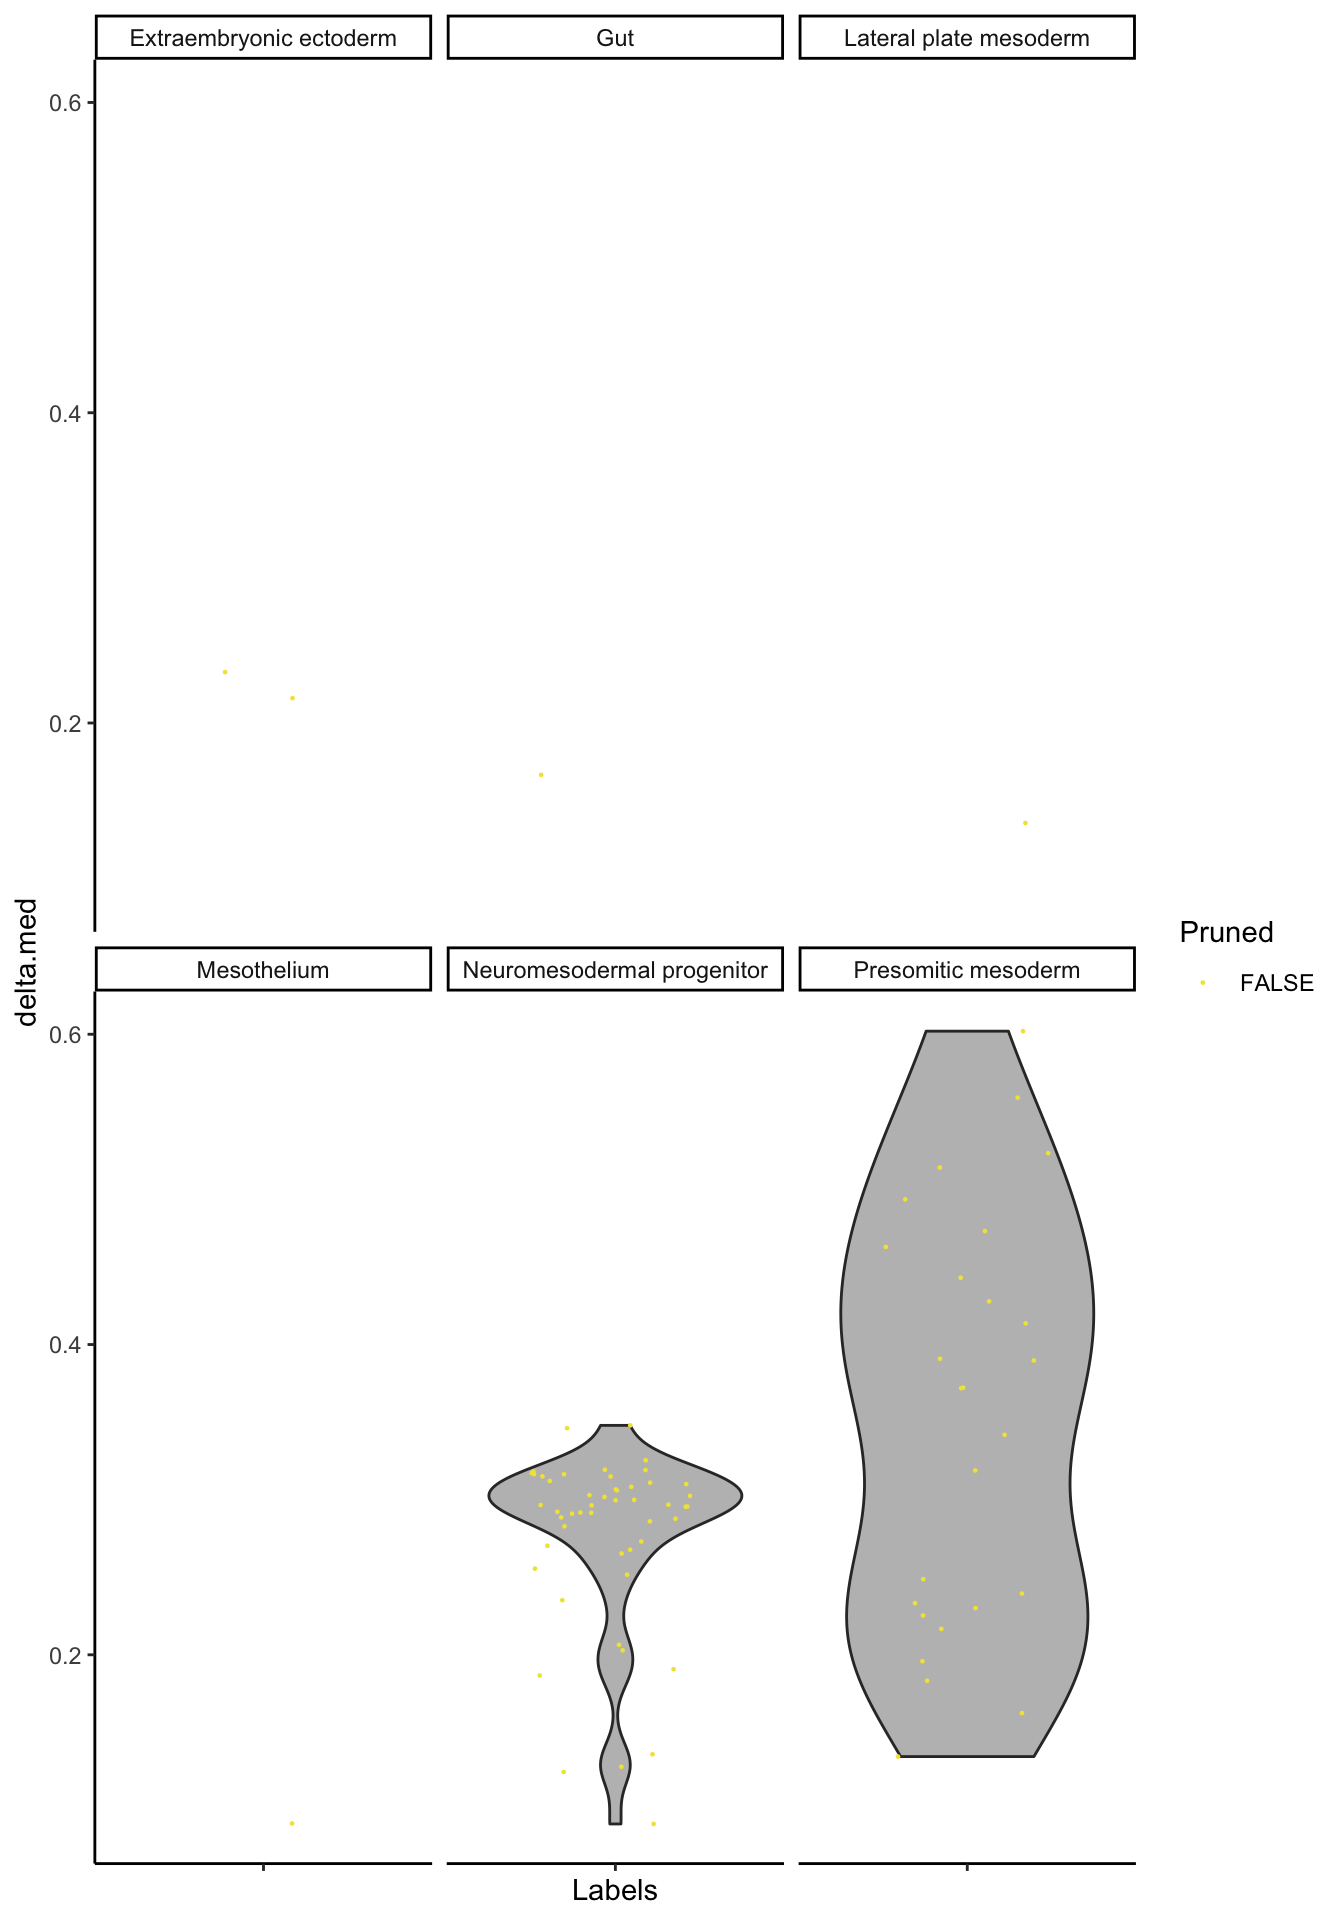 Extraembryonic ectoderm
Gut
Lateral plate mesoderm
0.6
0.4
0.2
delta.med
Pruned
FALSE
Mesothelium
Neuromesodermal progenitor
Presomitic mesoderm
0.6
0.4
0.2
Labels